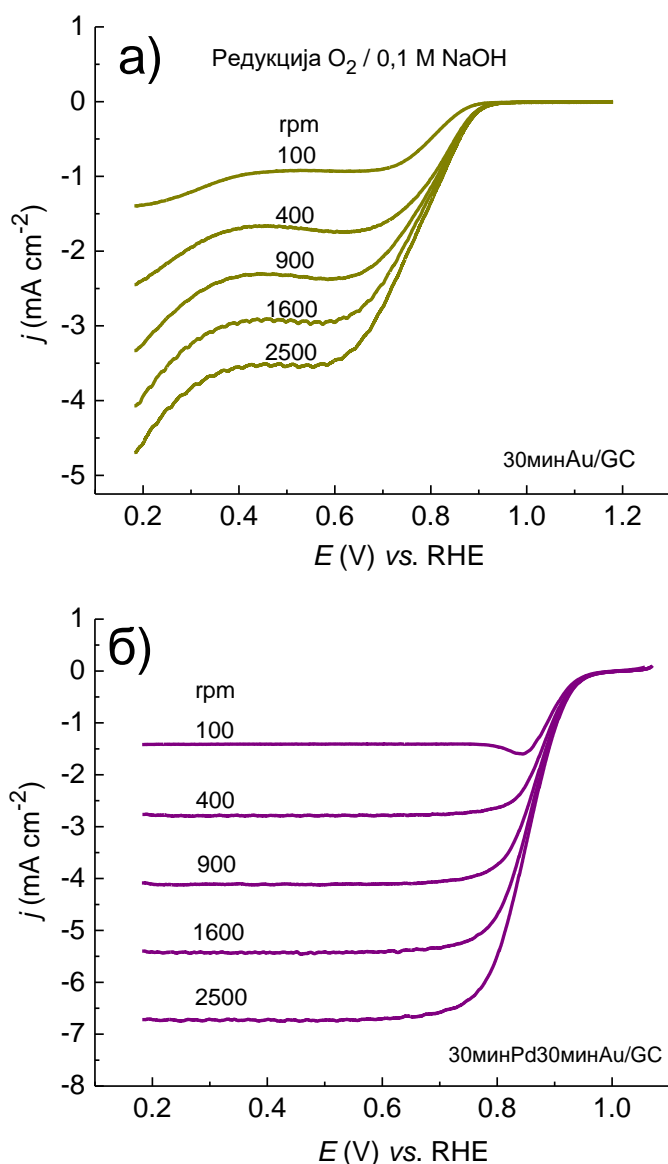 а)
Редукција O2 / 0,1 M NaOH
1
0
-1
-2
-3
-4
-5
j (mA cm-2)
rpm
100
400
900
1600
2500
30минAu/GC
0.2 0.4 0.6 0.8 1.0 1.2
E (V) vs. RHE
б)
1
0
-1
-2
-3
-4
-5
-6
-7
-8
j (mA cm-2)
rpm
100
400
900
1600
2500
30минPd30минAu/GC
0.2 0.4 0.6 0.8 1.0
E (V) vs. RHE